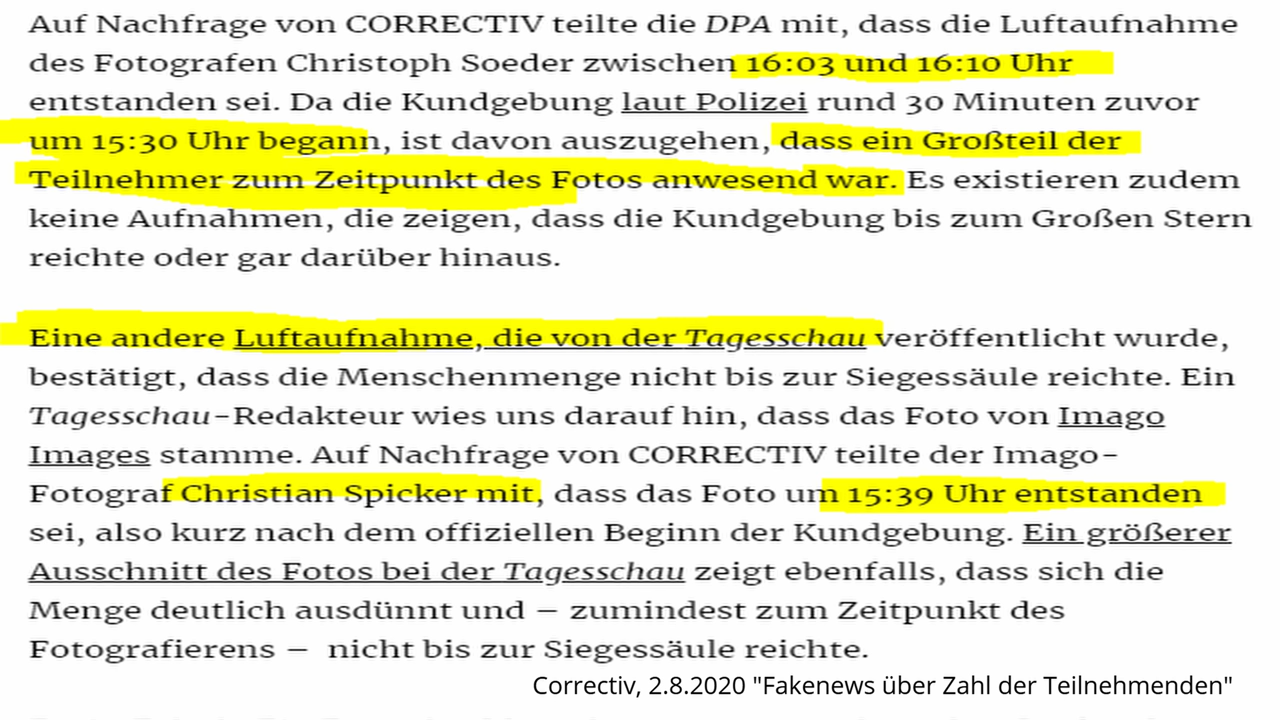 Auf Nachfrage von CORRECTIV teilte die DPA mit, dass die Luftaufnahme
des Fotografen Christoph Soeder zwischen 16:03 und 16:10 Uhr
entstanden sei. Da die Kundgebung laut Polizei rund 30 Minuten zuvor
um 15:30 Uhr begann, ist davon auszugehen, dass ein Großteil der
Teilnehmer zum Zeitpunkt des Fotos anwesend war. Es existieren zudem
keine Aufnahmen, die zeigen, dass die Kundgebung bis zum Großen Stern
reichte oder gar darüber hinaus.
Eine andere Luftaufnahme, die von der Tagesschau veröffentlicht wurde,
bestätigt, dass die Menschenmenge nicht bis zur Siegessäule reichte. Ein
Tagesschau-Redakteur wies uns darauf hin, dass das Foto von Imago
Images stamme. Auf Nachfrage von CORRECTIV teilte der Imago-
Fotograf Christian Spicker mit, dass das Foto um 15:39 Uhr entstanden
sei, also kurz nach dem offiziellen Beginn der Kundgebung. Ein größerer
Ausschnitt des Fotos bei der Tagesschau zeigt ebenfalls, dass sich die
Menge deutlich ausdünnt und – zumindest zum Zeitpunkt des
Fotografierens – nicht bis zur Siegessäule reichte.
Correctiv, 2.8.2020 "Fakenews über Zahl der Teilnehmenden"